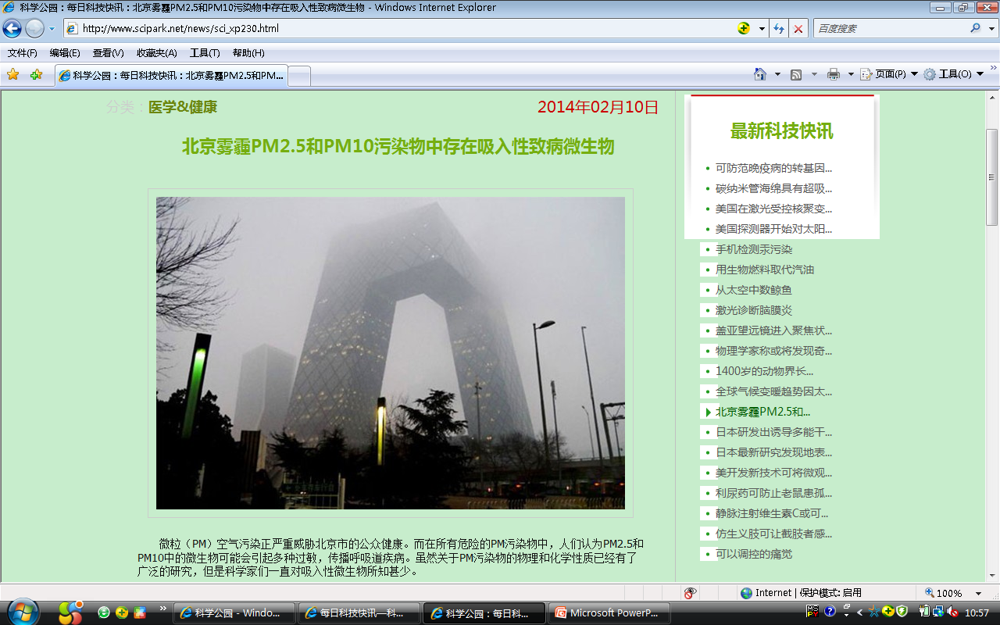 科学公园：每日科技快讯：北京雾霾PM2.5和PM10污染物中存在吸入性致病微生物 - Windows Internet Explorer
http://www.scipark.net/news/sci_xp230.html
百度搜索
文件(F) 编辑(E) 查看(V) 收藏夹(A) 工具(T) 帮助(H)
科学公园：每日科技快讯：北京雾霾PM2.5和PM...
页面(P) 工具(O)
分类：医学&健康
2014年02月10日
北京雾霾PM2.5和PM10污染物中存在吸入性致病微生物
微粒（PM）空气污染正严重威胁北京市的公众健康。而在所有危险的PM污染物中，人们认为PM2.5和
PM10中的微生物可能会引起多种过敏，传播呼吸道疾病。虽然关于PM污染物的物理和化学性质已经有了
广泛的研究，但是科学家们一直对吸入性微生物所知甚少。
最新科技快讯
可防范晚疫病的转基因...
碳纳米管海绵具有超吸...
美国在激光受控核聚变...
美国探测器开始对太阳...
手机检测汞污染
用生物燃料取代汽油
从太空中数鲸鱼
激光诊断脑膜炎
盖亚望远镜进入聚焦状...
物理学家称或将发现奇...
1400岁的动物界长...
全球气候变暖趋势因太...
北京雾霾PM2.5和...
日本研发出诱导多能干...
日本最新研究发现地表...
美开发新技术可将微观...
利尿药可防止老鼠患孤...
静脉注射维生素C或可...
仿生义肢可让截肢者感...
可以调控的痛觉
Internet | 保护模式: 启用
100%
科学公园 - Windo...
每日科技快讯—科...
科学公园：每日科...
Microsoft PowerP...
10:57